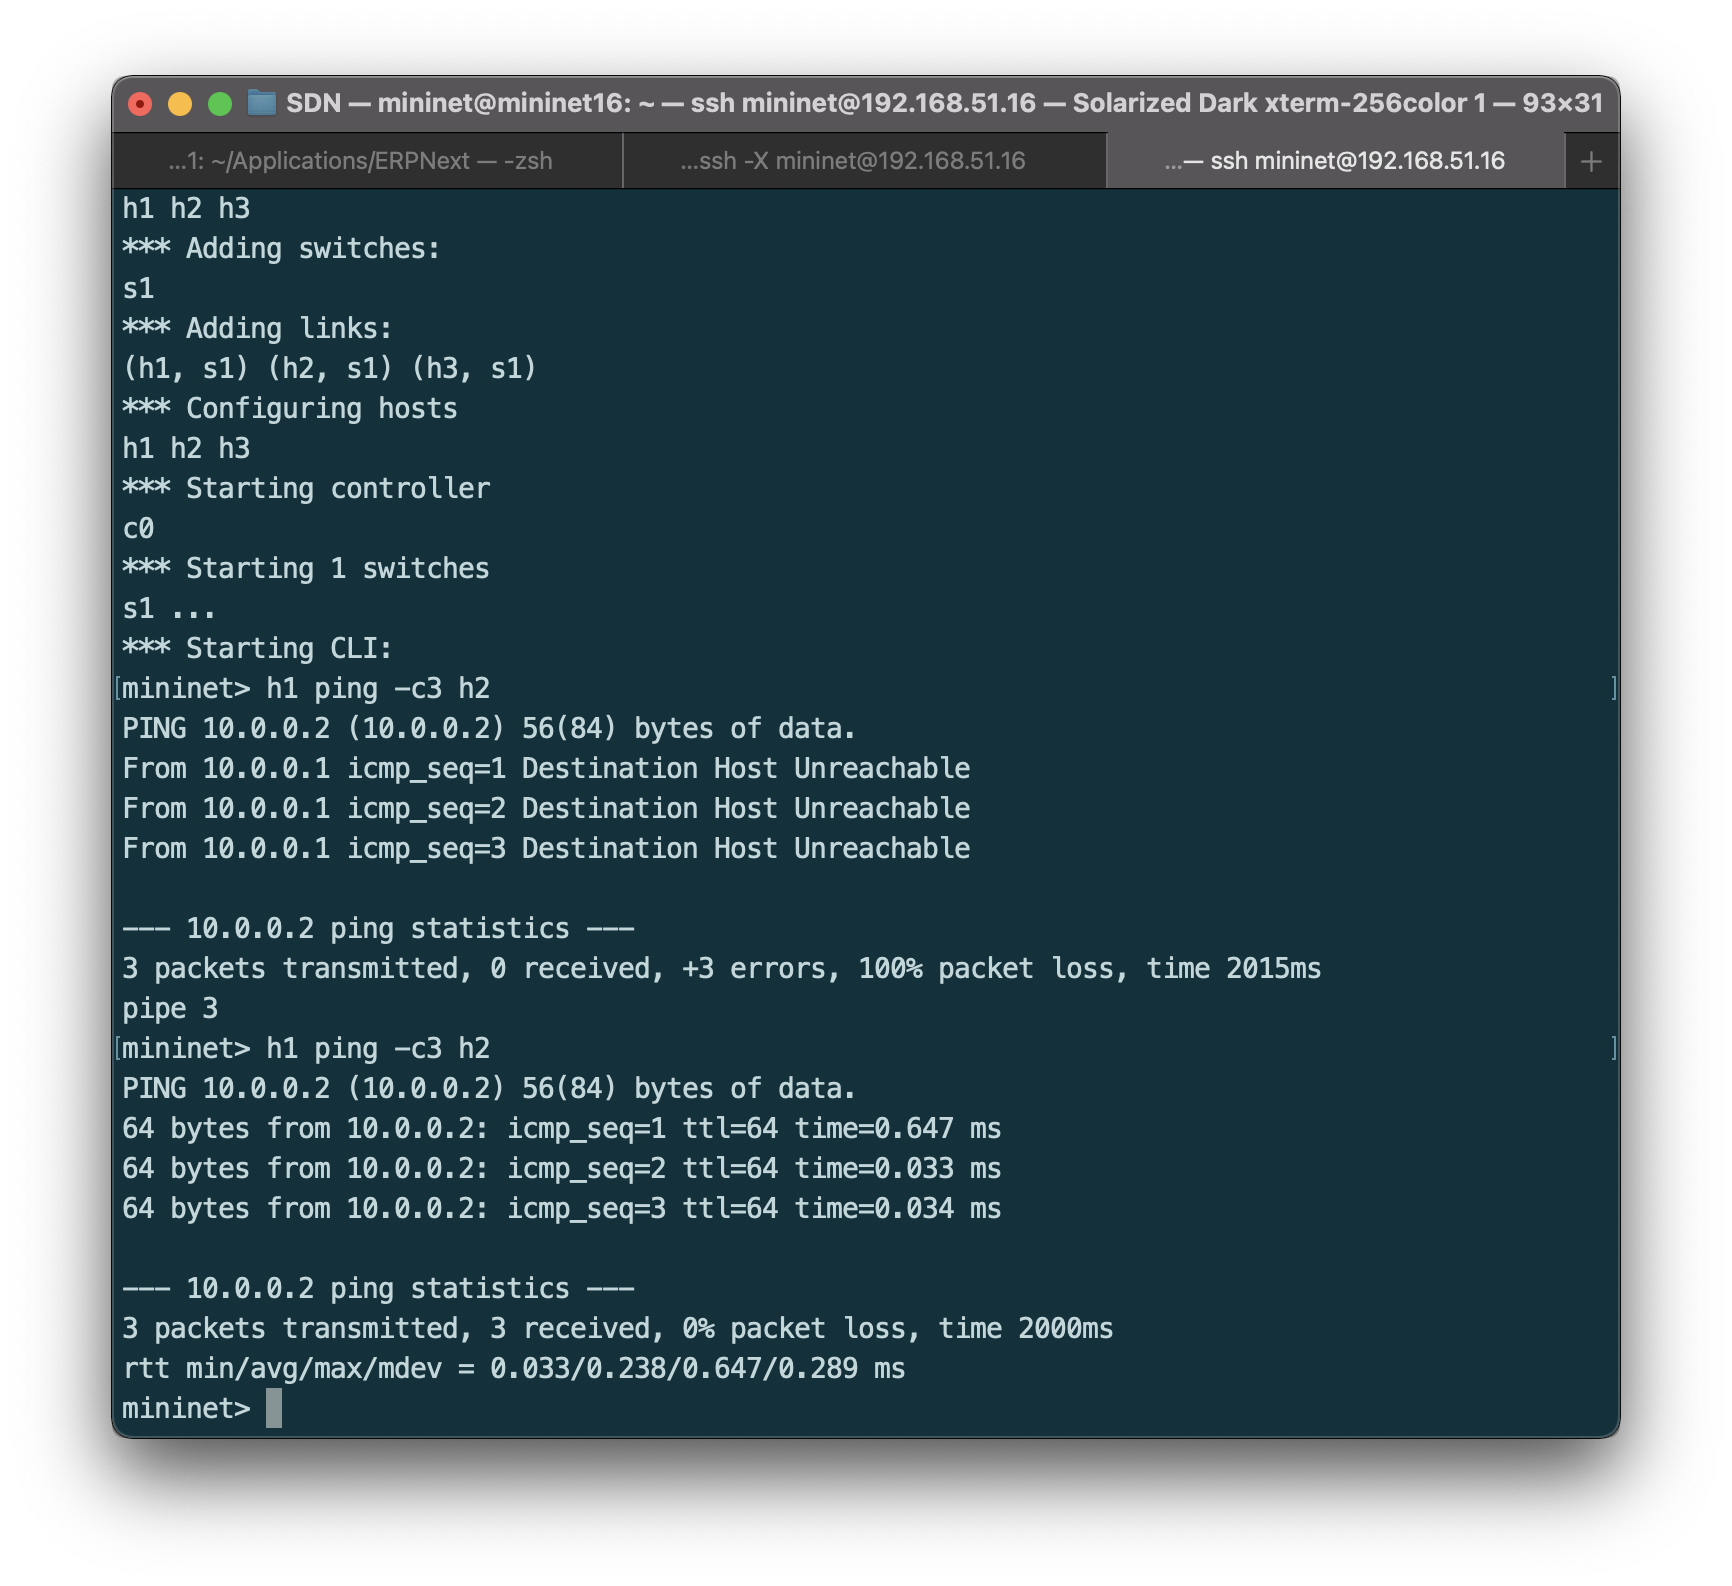 SDN — mininet@mininet16: ~ — ssh mininet@192.168.51.16 — Solarized Dark xterm-256color 1 — 93×31
...1: ~/Applications/ERPNext — -zsh
...ssh -X mininet@192.168.51.16
...— ssh mininet@192.168.51.16
+
h1 h2 h3
*** Adding switches:
s1
*** Adding links:
(h1, s1) (h2, s1) (h3, s1)
*** Configuring hosts
h1 h2 h3
*** Starting controller
c0
*** Starting 1 switches
s1 ...
*** Starting CLI:
[mininet> h1 ping -c3 h2 ]
PING 10.0.0.2 (10.0.0.2) 56(84) bytes of data.
From 10.0.0.1 icmp_seq=1 Destination Host Unreachable
From 10.0.0.1 icmp_seq=2 Destination Host Unreachable
From 10.0.0.1 icmp_seq=3 Destination Host Unreachable
--- 10.0.0.2 ping statistics ---
3 packets transmitted, 0 received, +3 errors, 100% packet loss, time 2015ms
pipe 3
[mininet> h1 ping -c3 h2 ]
PING 10.0.0.2 (10.0.0.2) 56(84) bytes of data.
64 bytes from 10.0.0.2: icmp_seq=1 ttl=64 time=0.647 ms
64 bytes from 10.0.0.2: icmp_seq=2 ttl=64 time=0.033 ms
64 bytes from 10.0.0.2: icmp_seq=3 ttl=64 time=0.034 ms
--- 10.0.0.2 ping statistics ---
3 packets transmitted, 3 received, 0% packet loss, time 2000ms
rtt min/avg/max/mdev = 0.033/0.238/0.647/0.289 ms
mininet>